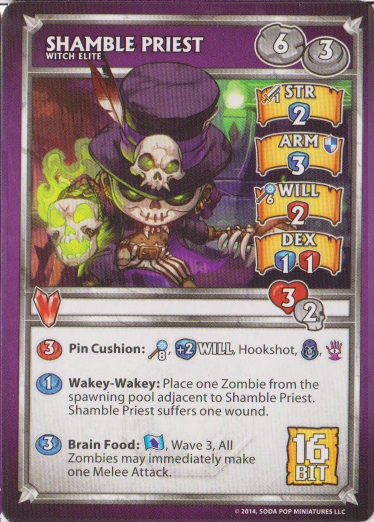 SHAMBLE PRIEST
WITCH ELITE
6 3
STR
2
ARM
3
6 WILL
2
DEX
1 1
3
2
3 Pin Cushion: 8, +2 WILL, Hookshot, ,
1 Wakey-Wakey: Place one Zombie from the
spawning pool adjacent to Shamble Priest.
Shamble Priest suffers one wound.
3 Brain Food: , Wave 3, All
Zombies may immediately
make one Melee Attack.
16
BIT
© 2014, SODA POP MINIATURES LLC